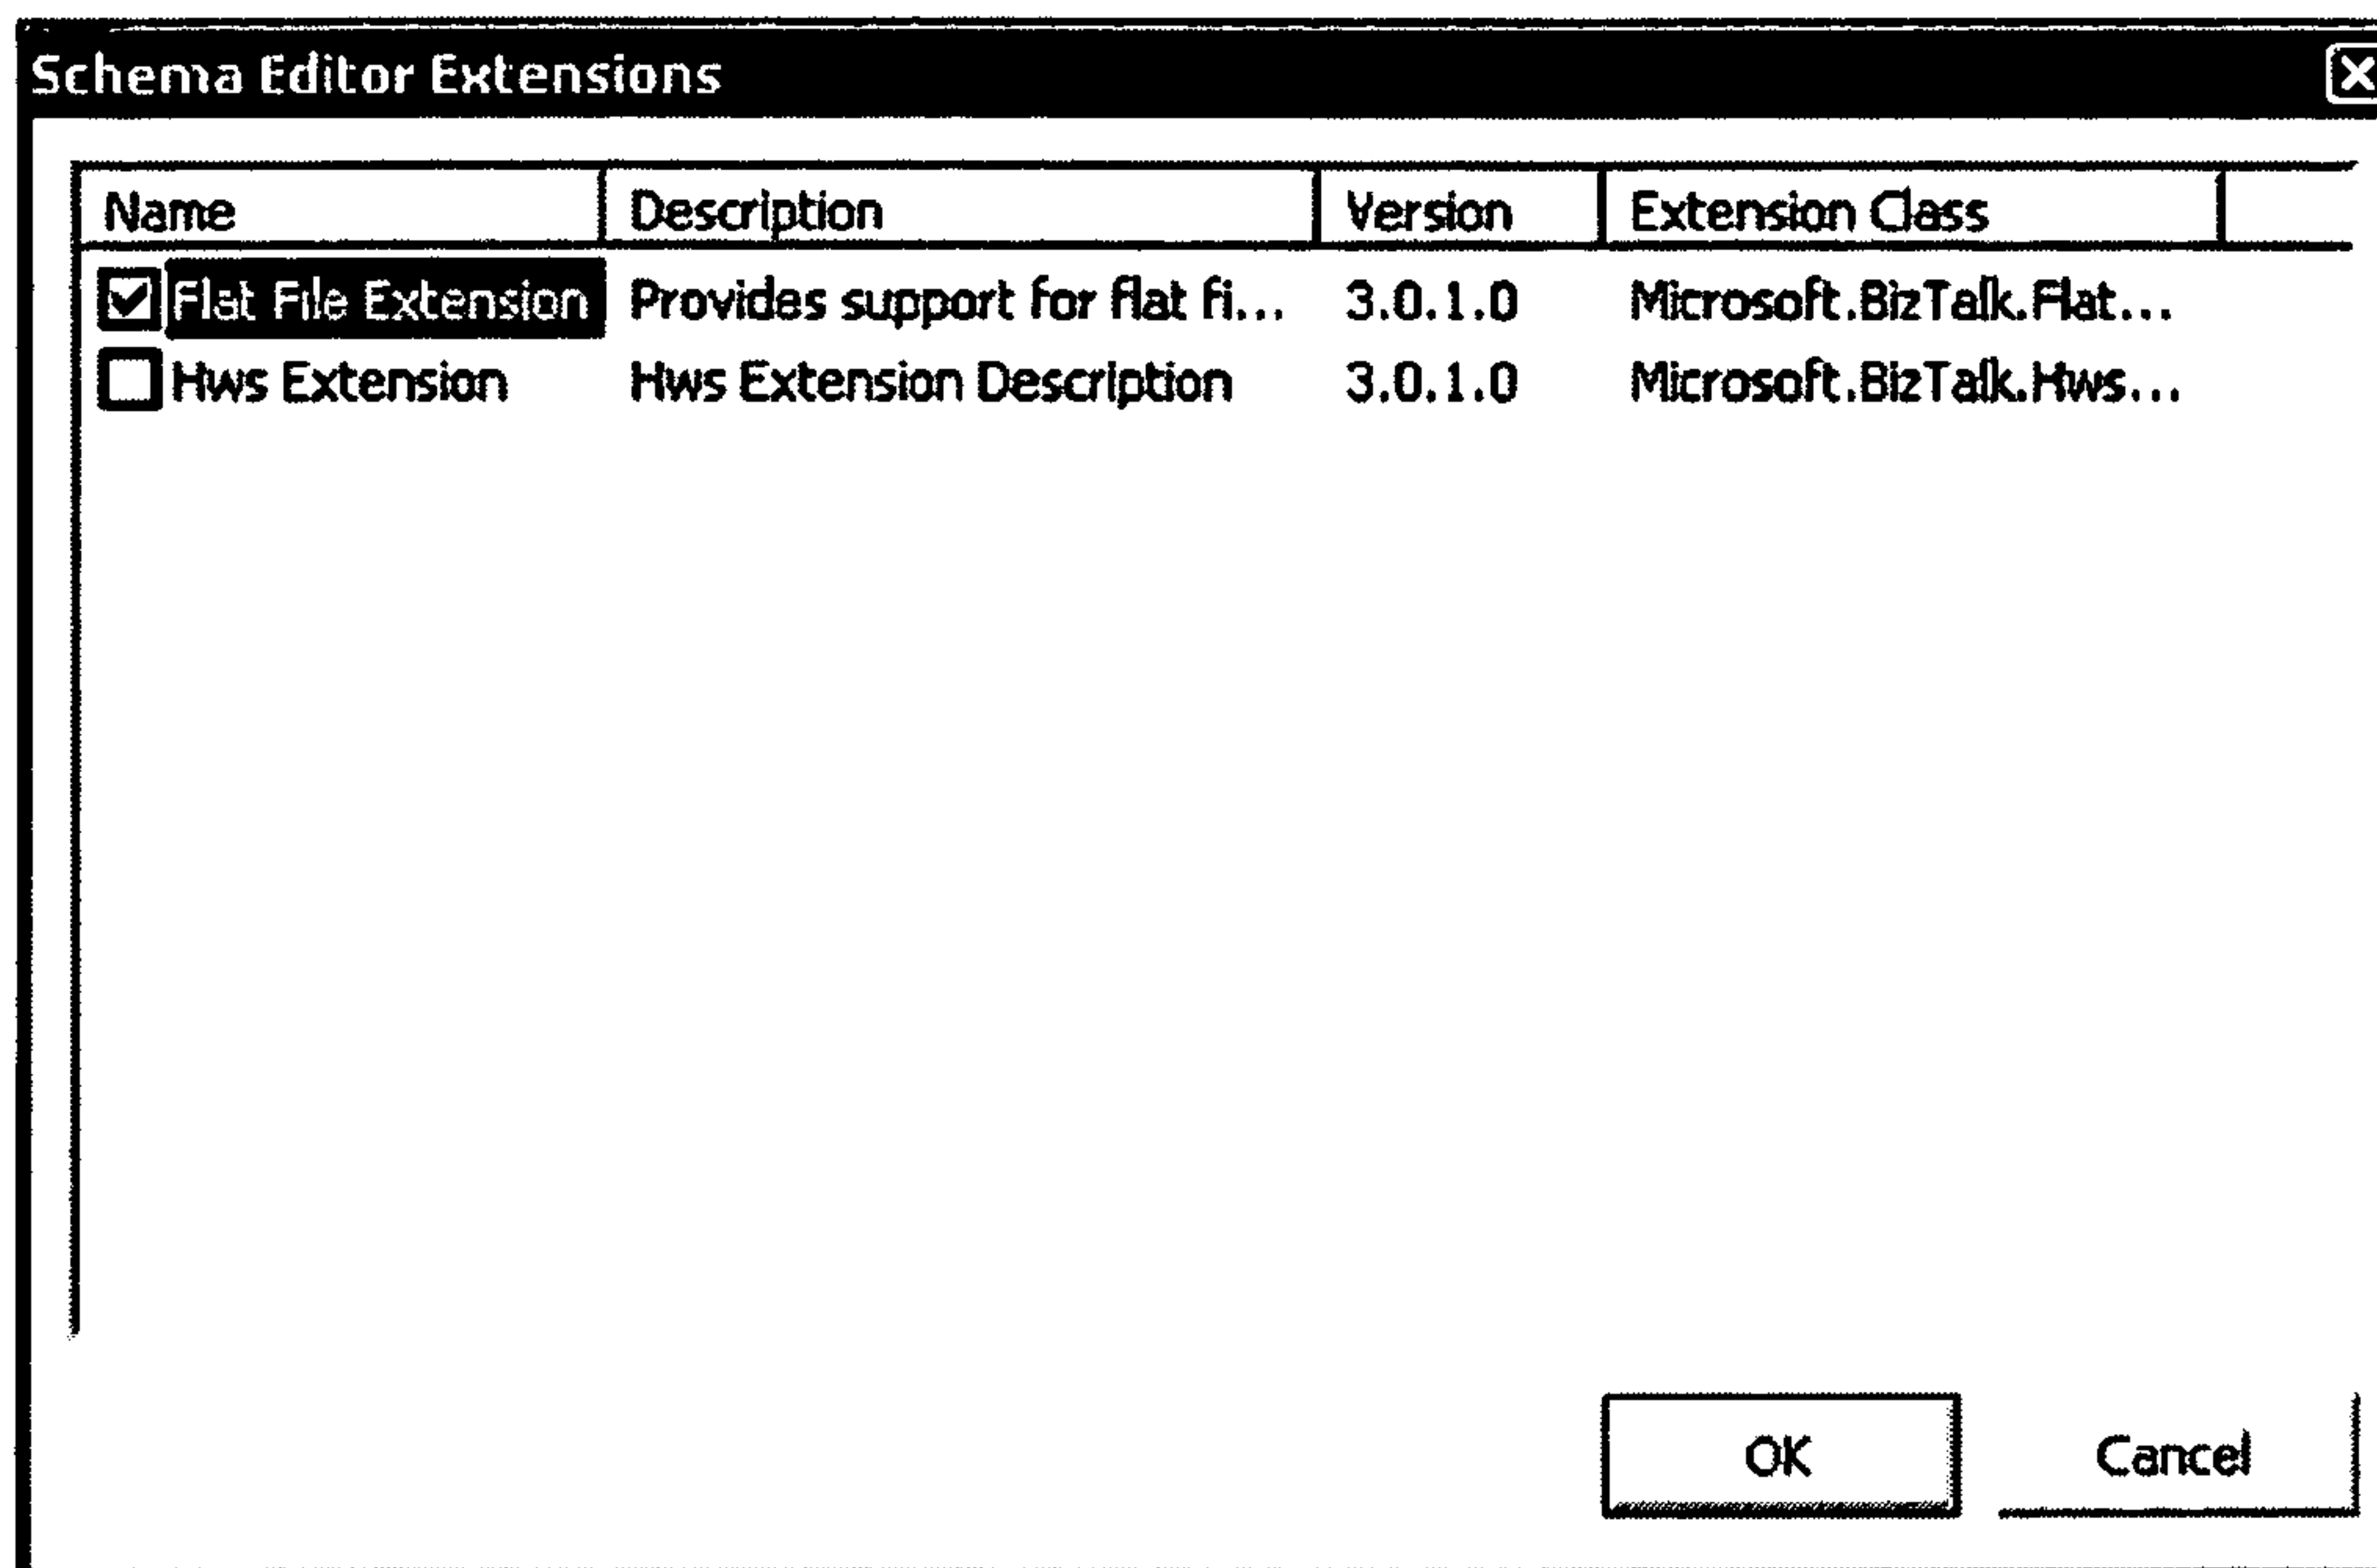 Schema Editor Extensions
Name Description Version Extension Class
Flat File Extension Provides support for flat fi... 3.0.1.0 Microsoft.BizTalk.Flat...
Hws Extension Hws Extension Description 3.0.1.0 Microsoft.BizTalk.Hws...
OK Cancel